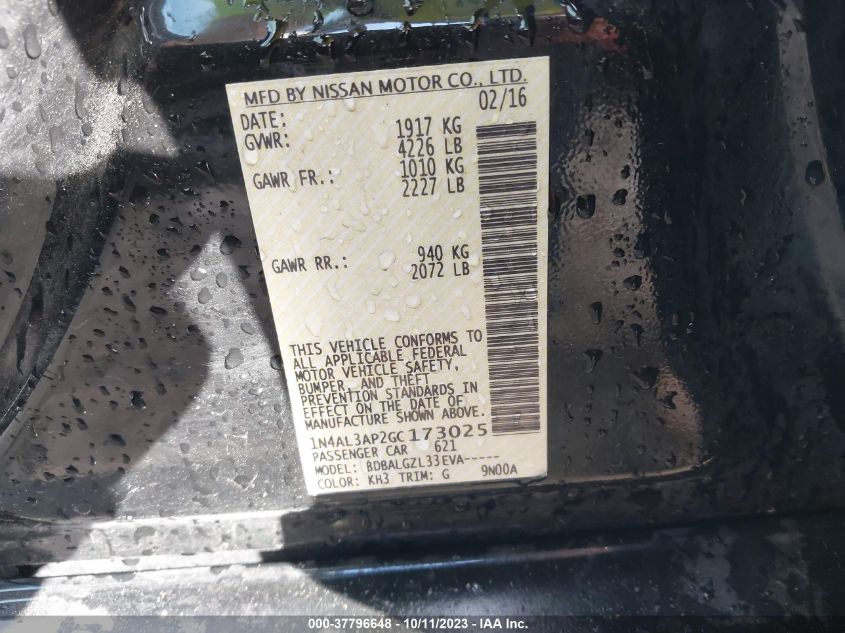 MFD BY NISSAN MOTOR CO., LTD.
DATE: 02/16
GVWR: 1917 KG
4226 LB
GAWR FR.: 1010 KG
2227 LB
GAWR RR.: 940 KG
2072 LB
THIS VEHICLE CONFORMS TO
ALL APPLICABLE FEDERAL
MOTOR VEHICLE SAFETY,
BUMPER, AND THEFT
PREVENTION STANDARDS IN
EFFECT ON THE DATE OF
MANUFACTURE SHOWN ABOVE.
1N4AL3AP2GC173025
PASSENGER CAR 621
MODEL: BDBALGZL33EVA-----
COLOR: KH3 TRIM: G 9N00A
000-37796648 - 10/11/2023 - IAA Inc.